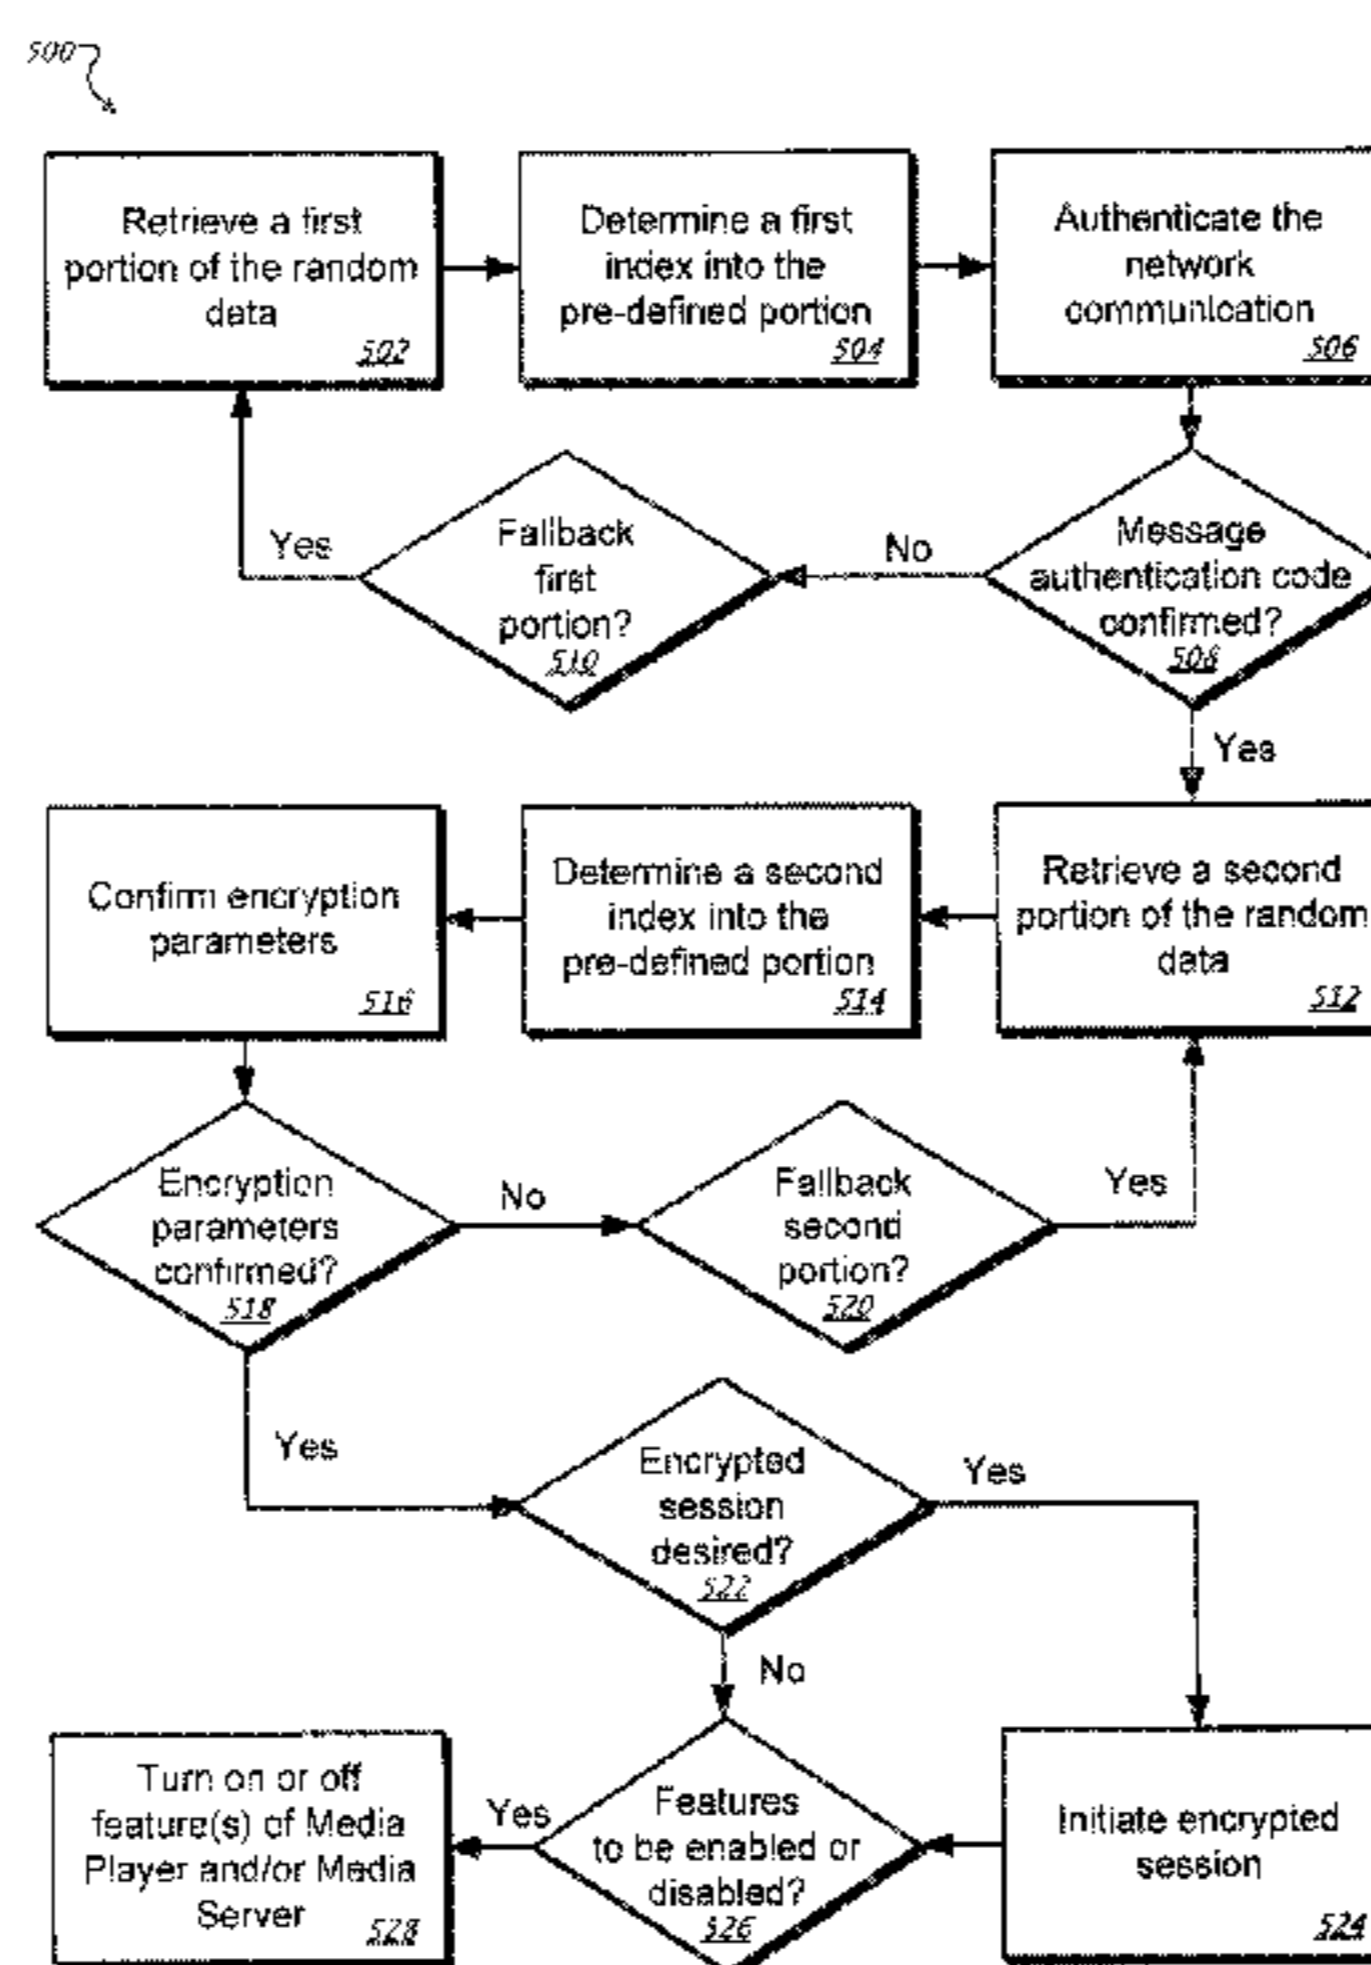 500
Retrieve a first
portion of the random
data
502
Determine a first
index into the
pre-defined portion
504
Authenticate the
network
communication
506
Message
authentication code
confirmed?
508
No
Fallback
first
portion?
510
Yes
Yes
Retrieve a second
portion of the random
data
512
Determine a second
index into the
pre-defined portion
514
Confirm encryption
parameters
516
Encryption
parameters
confirmed?
518
No
Fallback
second
portion?
520
Yes
Yes
Encrypted
session
desired?
522
Yes
No
Initiate encrypted
session
524
Features
to be enabled or
disabled?
526
Yes
Turn on or off
feature(s) of Media
Player and/or Media
Server
528